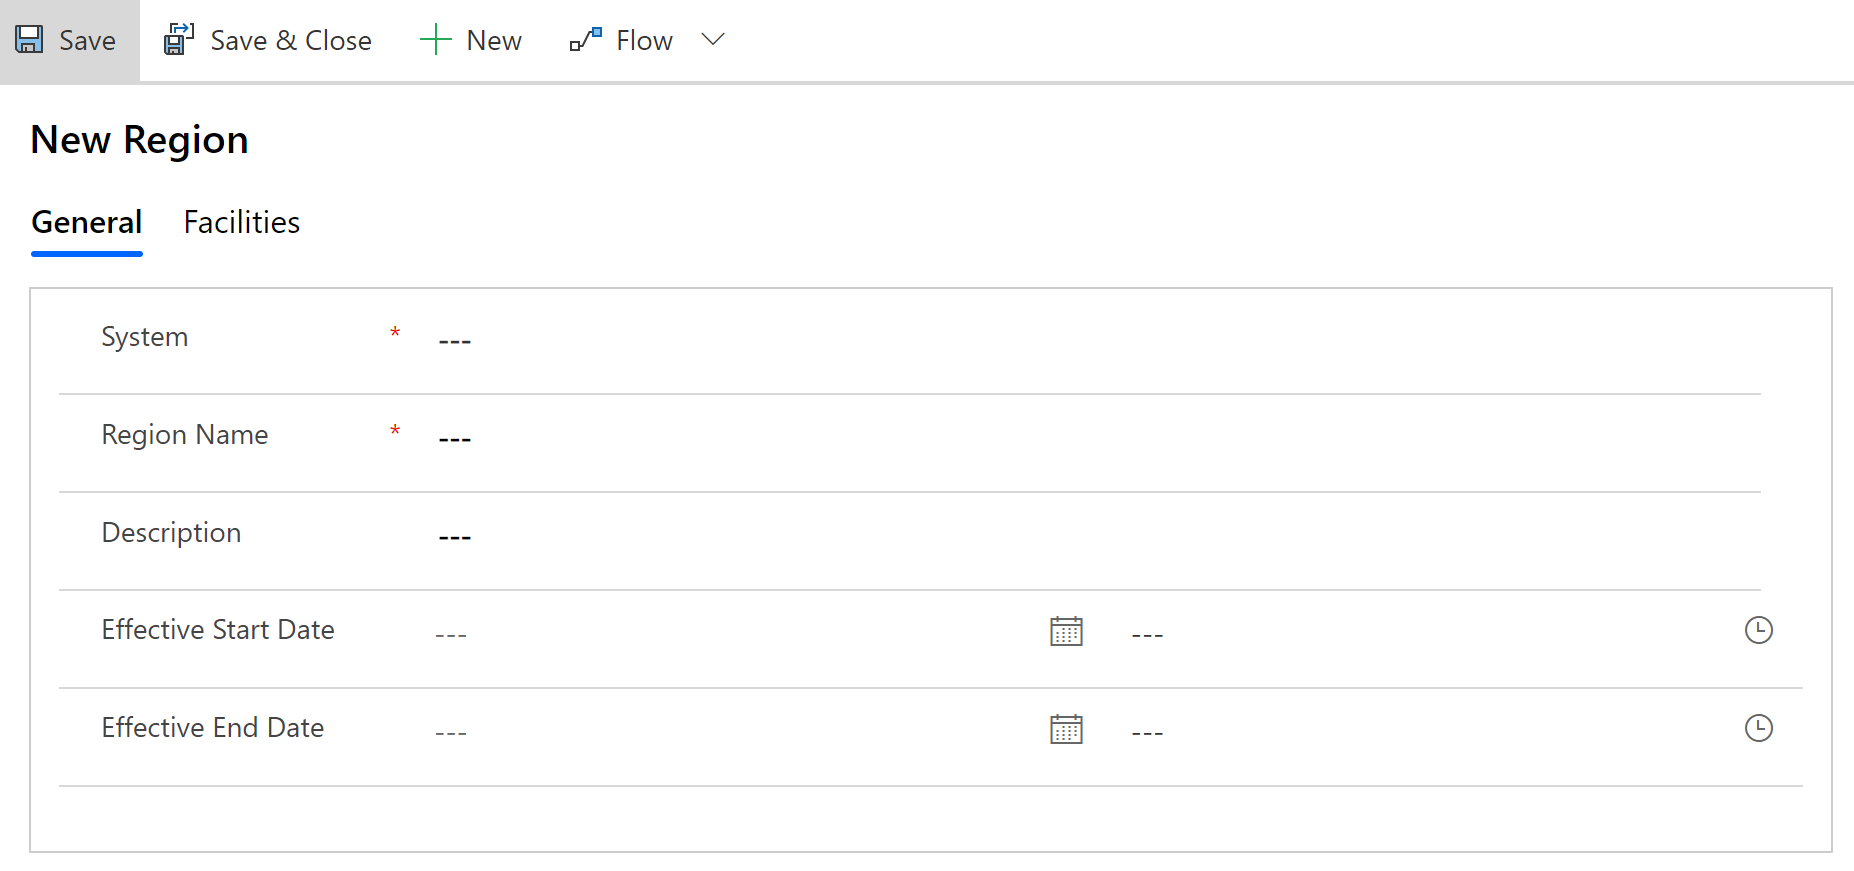 Save Save & Close New Flow
New Region
General Facilities
System * ---
Region Name * ---
Description ---
Effective Start Date --- ---
Effective End Date --- ---